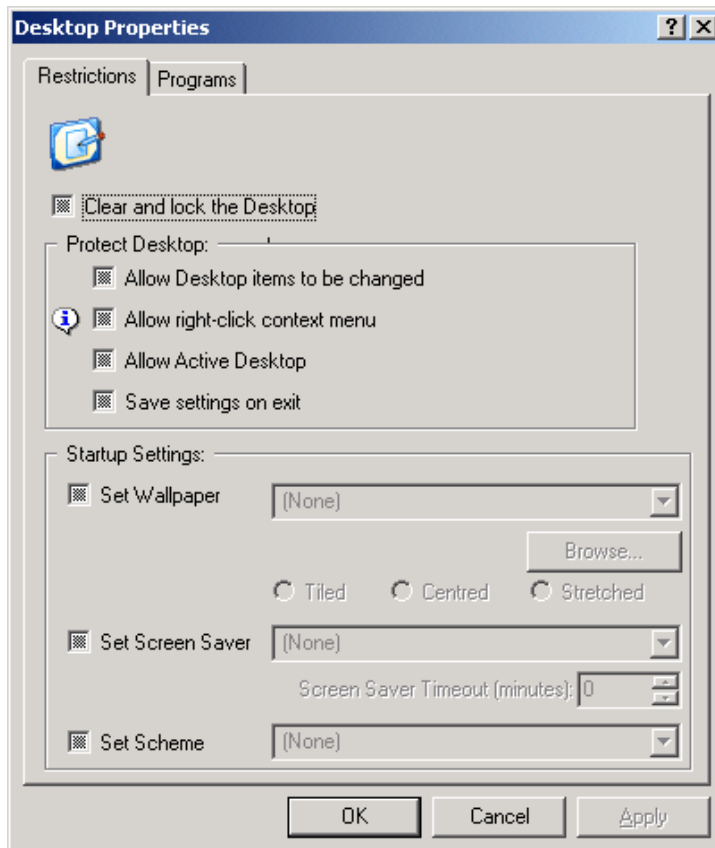 Desktop Properties
Restrictions Programs
Clear and lock the Desktop
Protect Desktop:
Allow Desktop items to be changed
Allow right-click context menu
Allow Active Desktop
Save settings on exit
Startup Settings:
Set Wallpaper (None)
Browse...
Tiled Centred Stretched
Set Screen Saver (None)
Screen Saver Timeout (minutes): 0
Set Scheme (None)
OK Cancel Apply